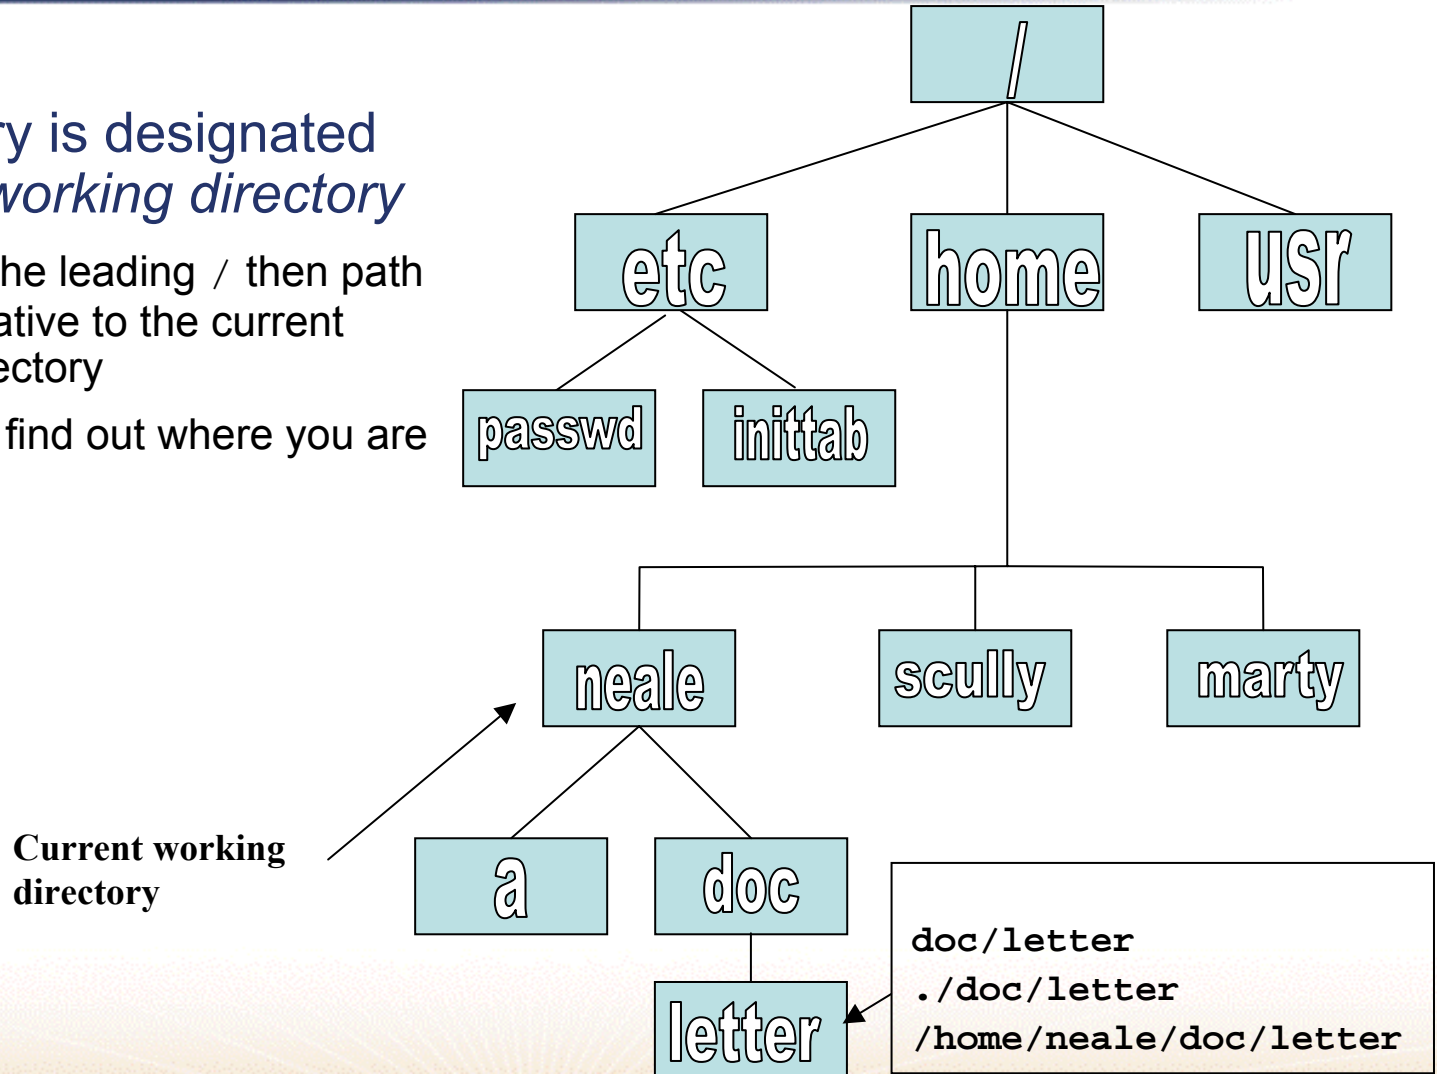 /
ry is designated
working directory
he leading / then path
ative to the current
ectory
find out where you are
etc
home
usr
passwd
inittab
neale
scully
marty
Current working
directory
a
doc
letter
doc/letter
./doc/letter
/home/neale/doc/letter